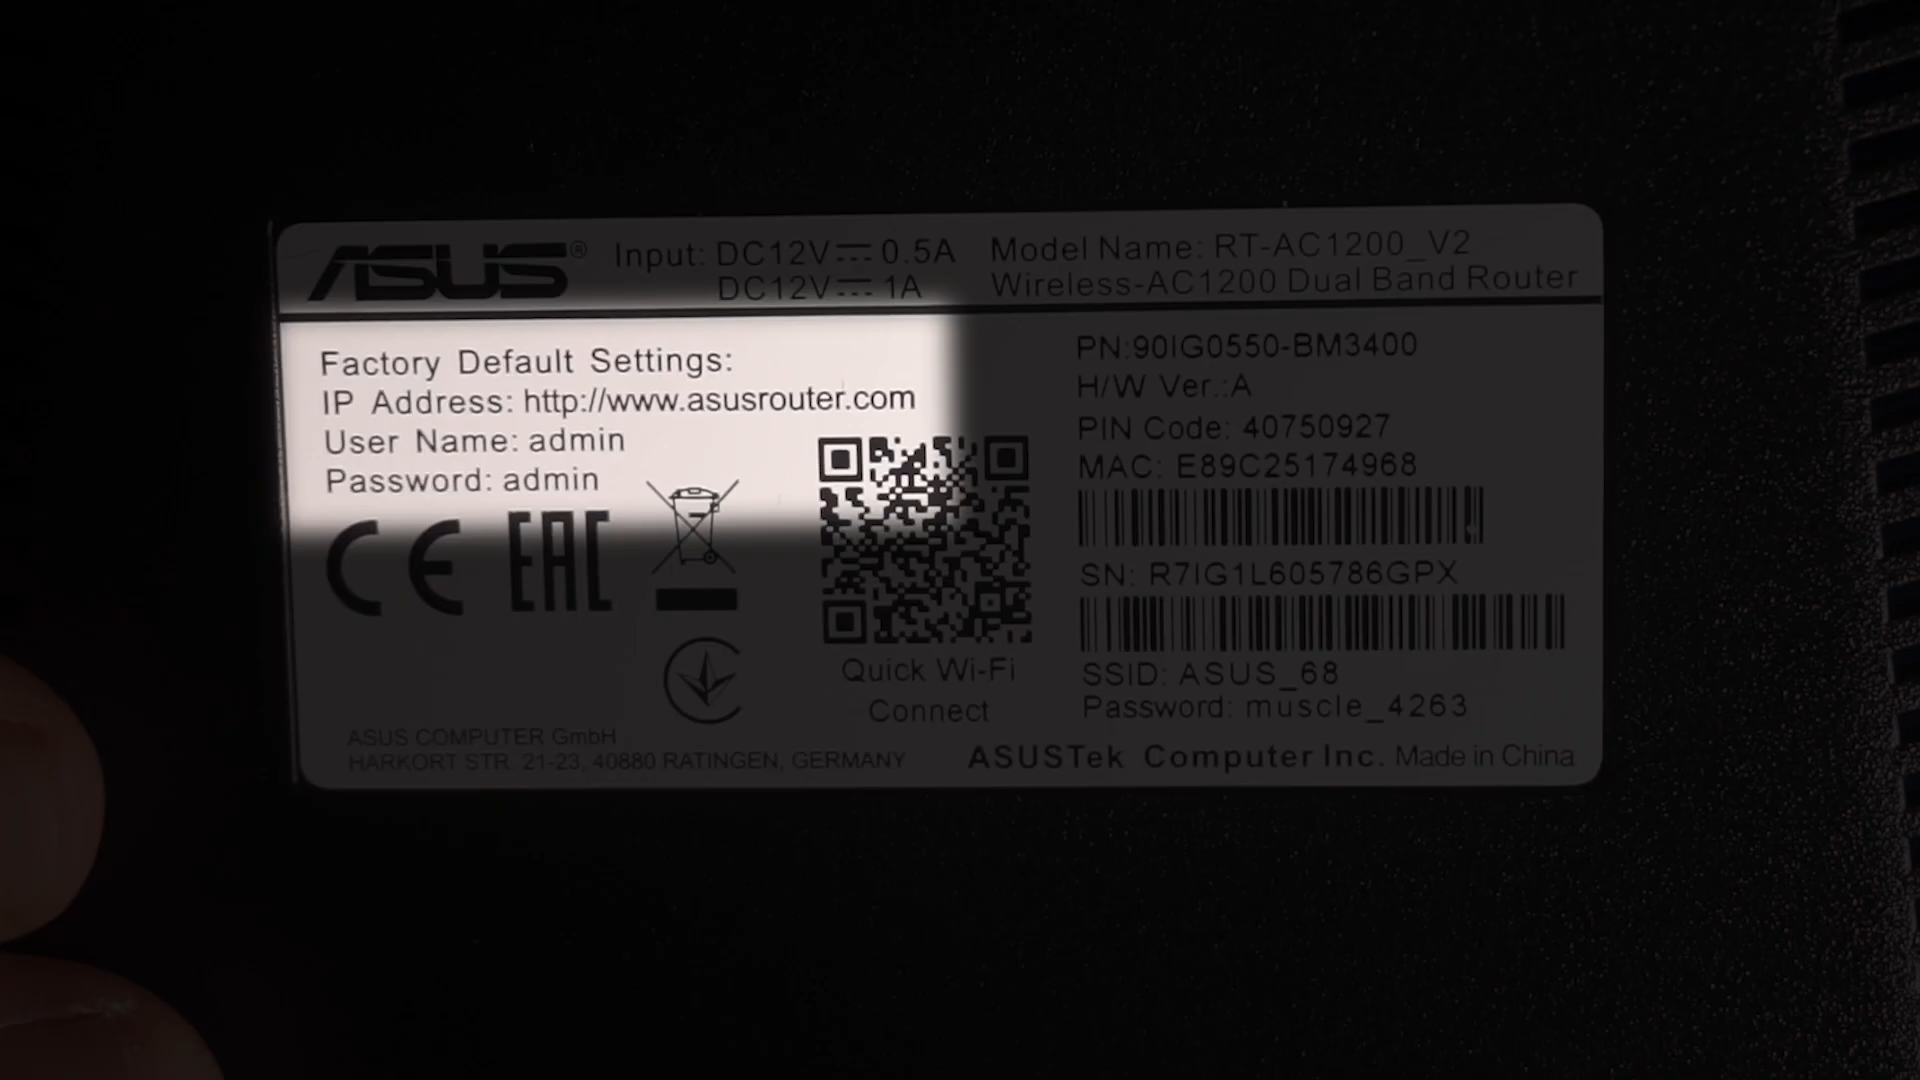 ASUS®
Input: DC12V⎓0.5A
DC12V⎓1A
Model Name: RT-AC1200_V2
Wireless-AC1200 Dual Band Router
Factory Default Settings:
IP Address: http://www.asusrouter.com
User Name: admin
Password: admin
CE EAC
Quick Wi-Fi
Connect
ASUS COMPUTER GmbH
HARKORT STR. 21-23, 40880 RATINGEN, GERMANY
PN:90IG0550-BM3400
H/W Ver.:A
PIN Code: 40750927
MAC: E89C25174968
SN: R7IG1L605786GPX
SSID: ASUS_68
Password: muscle_4263
ASUSTek Computer Inc. Made in China